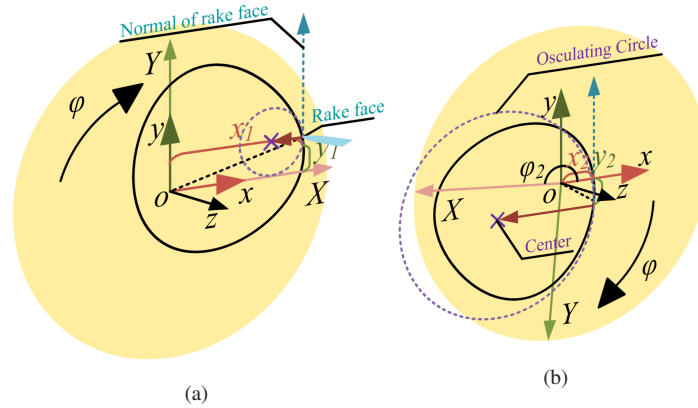 Normal of rake face
Osculating Circle
Y
φ
y
x₁
Rake face
y₁
o
x
X
z
y
φ₂
x₂
y₂
x
o
z
X
Center
φ
Y
(a)
(b)